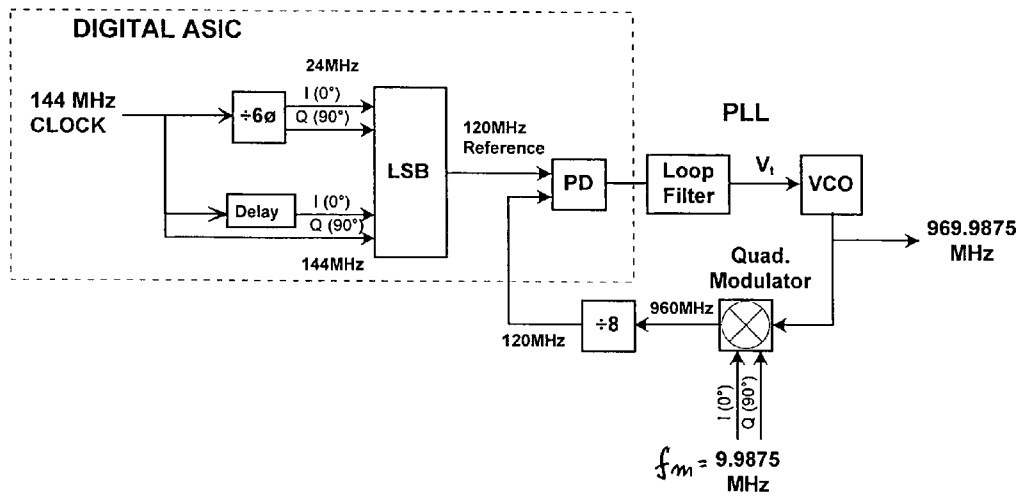 DIGITAL ASIC
24MHz
144 MHz
CLOCK
÷6ø
I (0°)
Q (90°)
LSB
120MHz
Reference
PD
PLL
Loop
Filter
Vt
VCO
Delay
I (0°)
Q (90°)
144MHz
969.9875
MHz
Quad.
Modulator
960MHz
÷8
120MHz
I (0°)
Q (90°)
fm = 9.9875
MHz